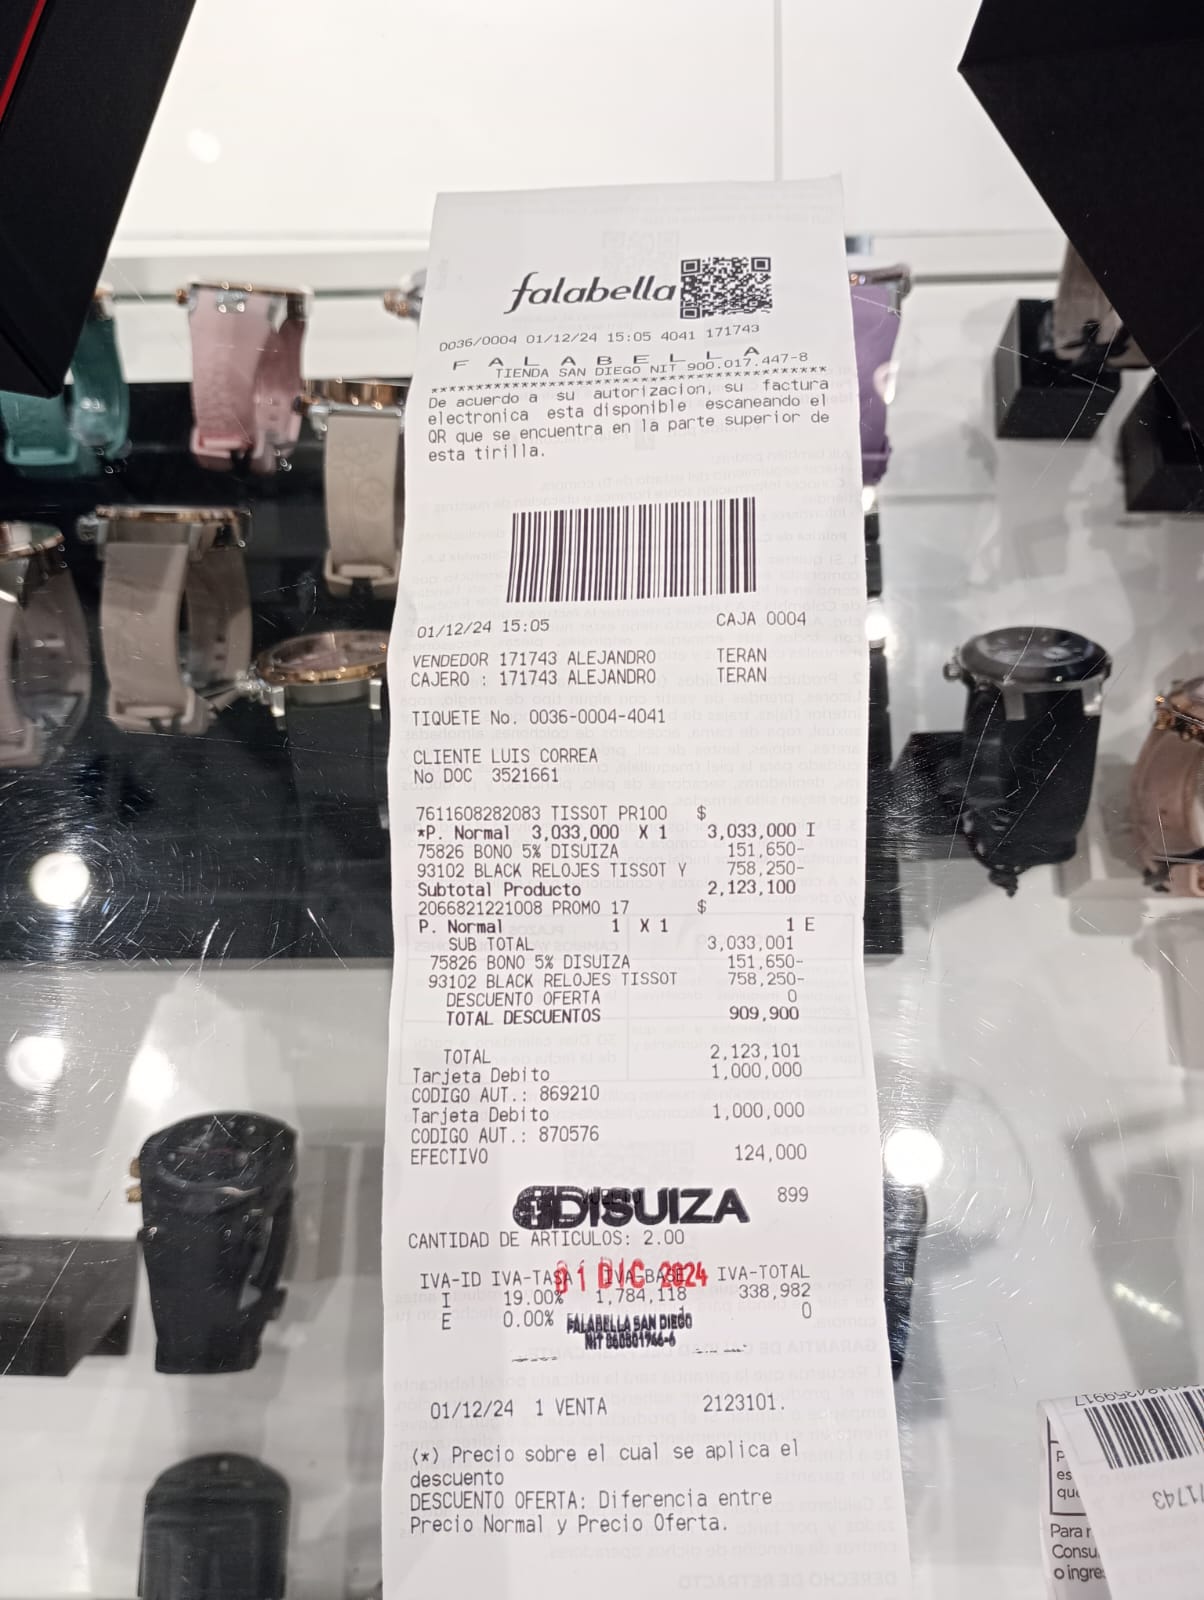 falabella
0036/0004 01/12/24 15:05 4041 171743
F A L A B E L L A
TIENDA SAN DIEGO NIT 900.017.447-8
******************************************
De acuerdo a su autorizacion, su factura
electronica esta disponible escaneando el
QR que se encuentra en la parte superior de
esta tirilla.
01/12/24 15:05 CAJA 0004
VENDEDOR 171743 ALEJANDRO TERAN
CAJERO : 171743 ALEJANDRO TERAN
TIQUETE No. 0036-0004-4041
CLIENTE LUIS CORREA
No DOC 3521661
7611608282083 TISSOT PR100 $
*P. Normal 3,033,000 X 1 3,033,000 I
75826 BONO 5% DISUIZA 151,650-
93102 BLACK RELOJES TISSOT Y 758,250-
Subtotal Producto 2,123,100
2066821221008 PROMO 17 $
P. Normal 1 X 1 1 E
SUB TOTAL 3,033,001
75826 BONO 5% DISUIZA 151,650-
93102 BLACK RELOJES TISSOT 758,250-
DESCUENTO OFERTA 0
TOTAL DESCUENTOS 909,900
TOTAL 2,123,101
Tarjeta Debito 1,000,000
CODIGO AUT.: 869210
Tarjeta Debito 1,000,000
CODIGO AUT.: 870576
EFECTIVO 124,000
DISUIZA 899
CANTIDAD DE ARTICULOS: 2.00
01 DIC 2024
IVA-ID IVA-TASA IVA-BASE IVA-TOTAL
I 19.00% 1,784,118 338,982
E 0.00% 0
FALABELLA SAN DIEGO
NIT
01/12/24 1 VENTA 2123101.
(*) Precio sobre el cual se aplica el
descuento
DESCUENTO OFERTA: Diferencia entre
Precio Normal y Precio Oferta.
Para
o